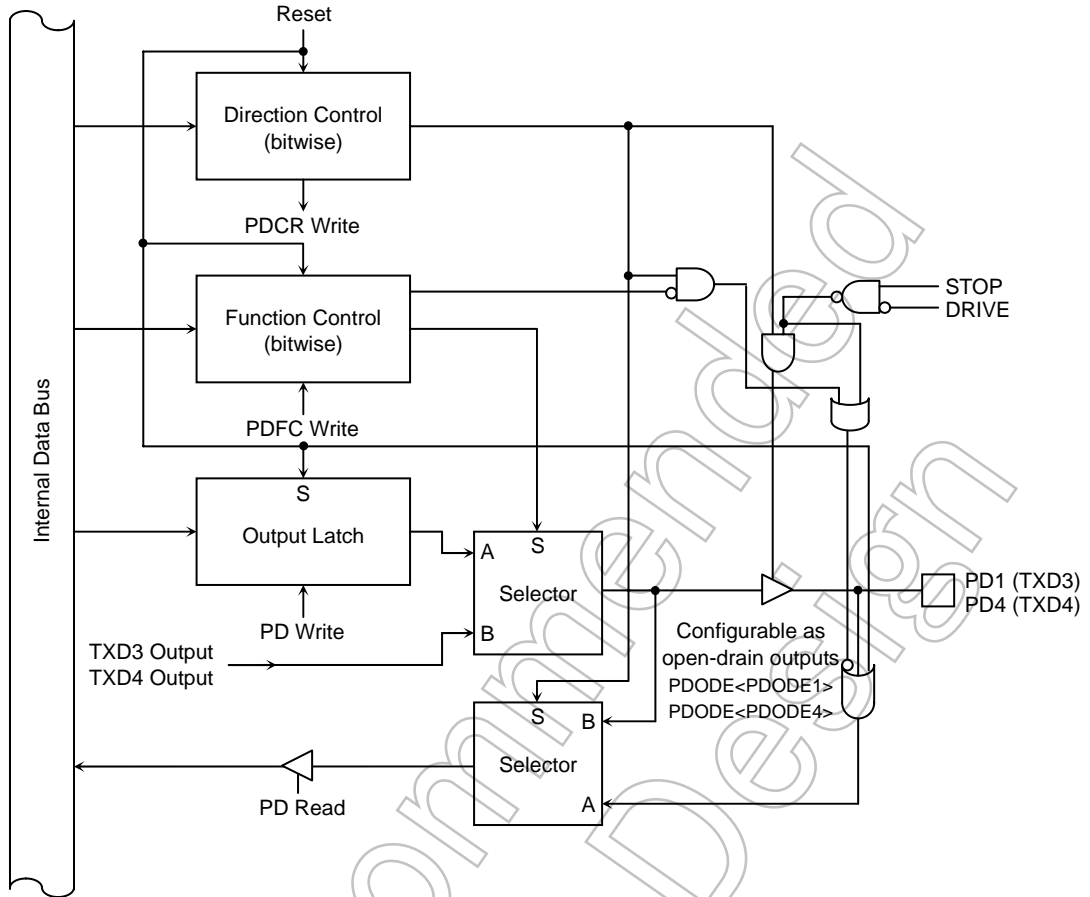 Reset
Direction Control
(bitwise)
PDCR Write
STOP
DRIVE
Function Control
(bitwise)
PDFC Write
Internal Data Bus
S
Output Latch
A
S
Selector
B
PD Write
TXD3 Output
TXD4 Output
PD1 (TXD3)
PD4 (TXD4)
Configurable as
open-drain outputs
PDODE<PDODE1>
PDODE<PDODE4>
S
B
Selector
A
PD Read
ommended
Design